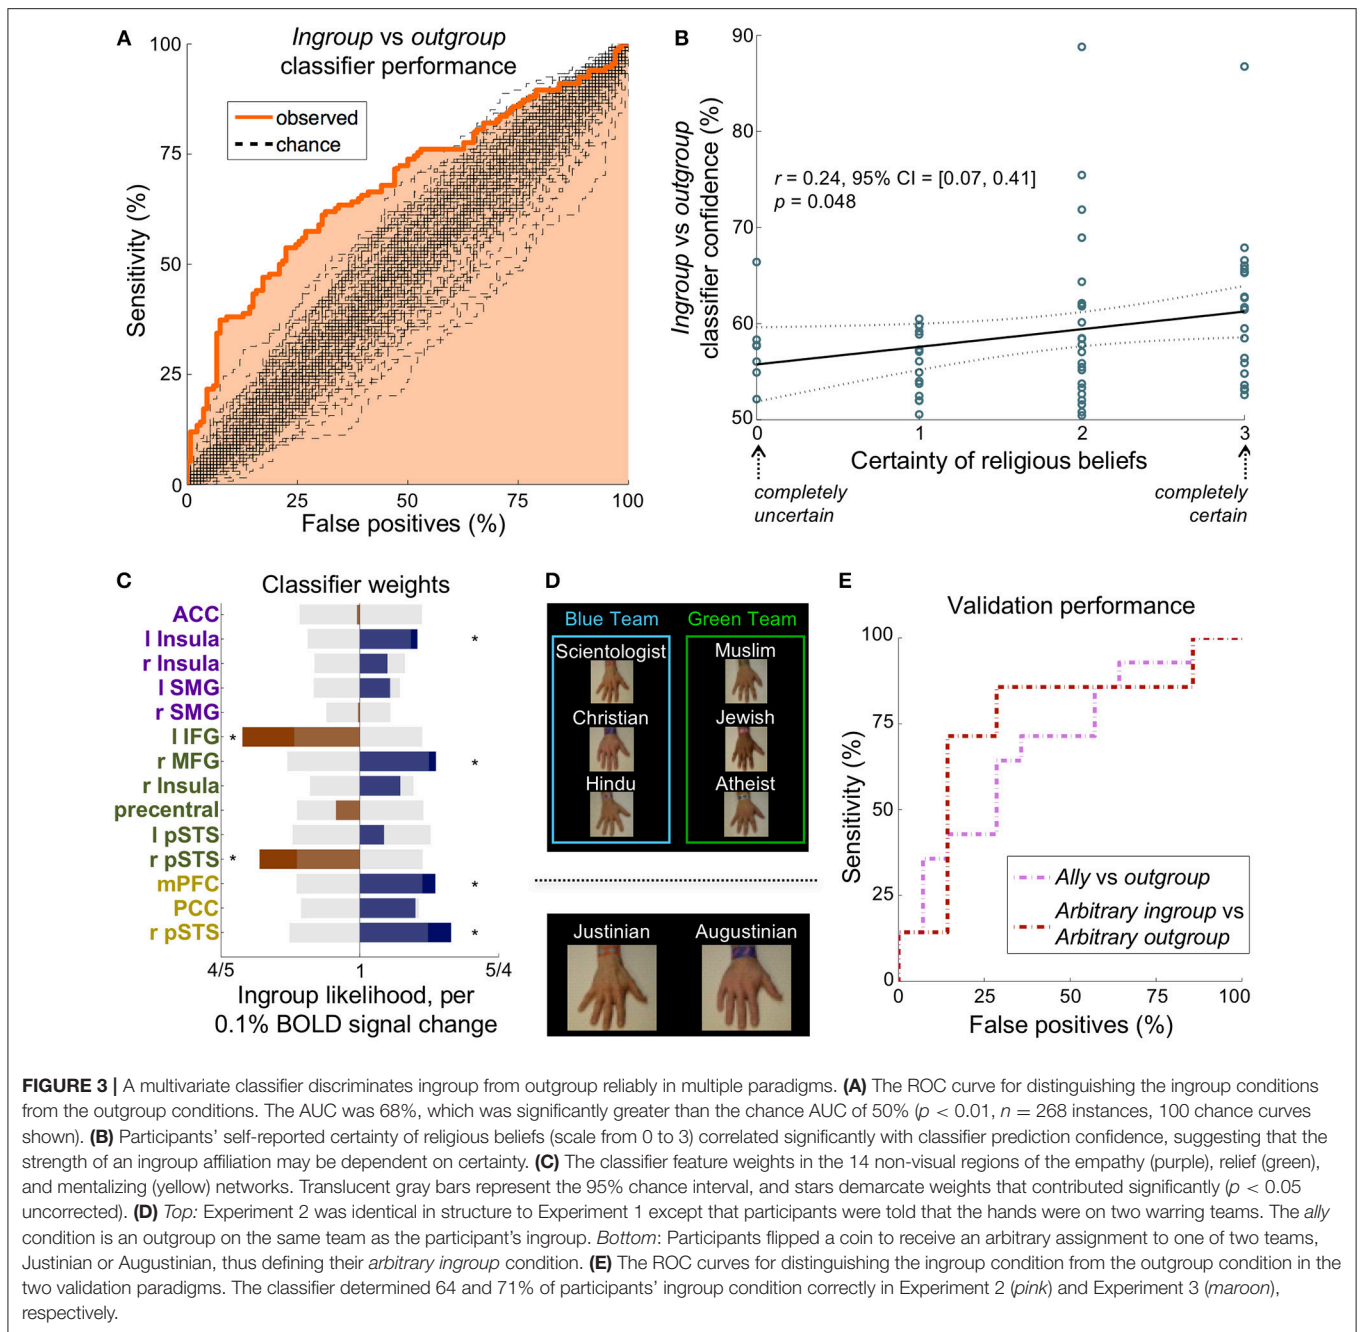 A
Ingroup vs outgroup
classifier performance
observed
chance
100
75
50
25
0
Sensitivity (%)
0 25 50 75 100
False positives (%)
B
90
80
70
60
50
Ingroup vs outgroup
classifier confidence (%)
r = 0.24, 95% CI = [0.07, 0.41]
p = 0.048
0 1 2 3
Certainty of religious beliefs
completely
uncertain
completely
certain
C
Classifier weights
ACC
l Insula *
r Insula
l SMG
r SMG
l IFG *
r MFG *
r Insula
precentral
l pSTS
r pSTS *
mPFC *
PCC
r pSTS *
4/5 1 5/4
Ingroup likelihood, per
0.1% BOLD signal change
D
Blue Team Green Team
Scientologist Muslim
Christian Jewish
Hindu Atheist
Justinian Augustinian
E
Validation performance
100
75
50
25
0
Sensitivity (%)
Ally vs outgroup
Arbitrary ingroup vs
Arbitrary outgroup
0 25 50 75 100
False positives (%)
FIGURE 3 | A multivariate classifier discriminates ingroup from outgroup reliably in multiple paradigms. (A) The ROC curve for distinguishing the ingroup conditions
from the outgroup conditions. The AUC was 68%, which was significantly greater than the chance AUC of 50% (p < 0.01, n = 268 instances, 100 chance curves
shown). (B) Participants' self-reported certainty of religious beliefs (scale from 0 to 3) correlated significantly with classifier prediction confidence, suggesting that the
strength of an ingroup affiliation may be dependent on certainty. (C) The classifier feature weights in the 14 non-visual regions of the empathy (purple), relief (green),
and mentalizing (yellow) networks. Translucent gray bars represent the 95% chance interval, and stars demarcate weights that contributed significantly (p < 0.05
uncorrected). (D) Top: Experiment 2 was identical in structure to Experiment 1 except that participants were told that the hands were on two warring teams. The ally
condition is an outgroup on the same team as the participant's ingroup. Bottom: Participants flipped a coin to receive an arbitrary assignment to one of two teams,
Justinian or Augustinian, thus defining their arbitrary ingroup condition. (E) The ROC curves for distinguishing the ingroup condition from the outgroup condition in the
two validation paradigms. The classifier determined 64 and 71% of participants' ingroup condition correctly in Experiment 2 (pink) and Experiment 3 (maroon),
respectively.